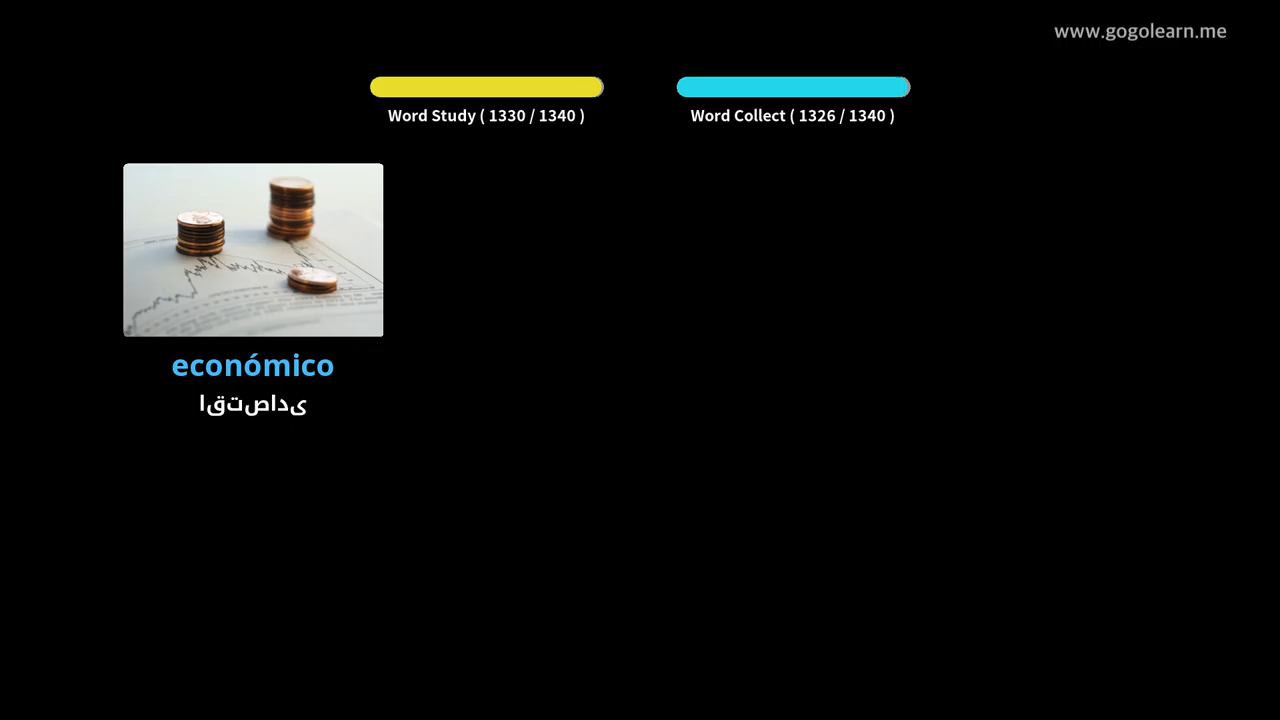 www.gogolearn.me
Word Study ( 1330 / 1340 )
Word Collect ( 1326 / 1340 )
económico
اقتصادی